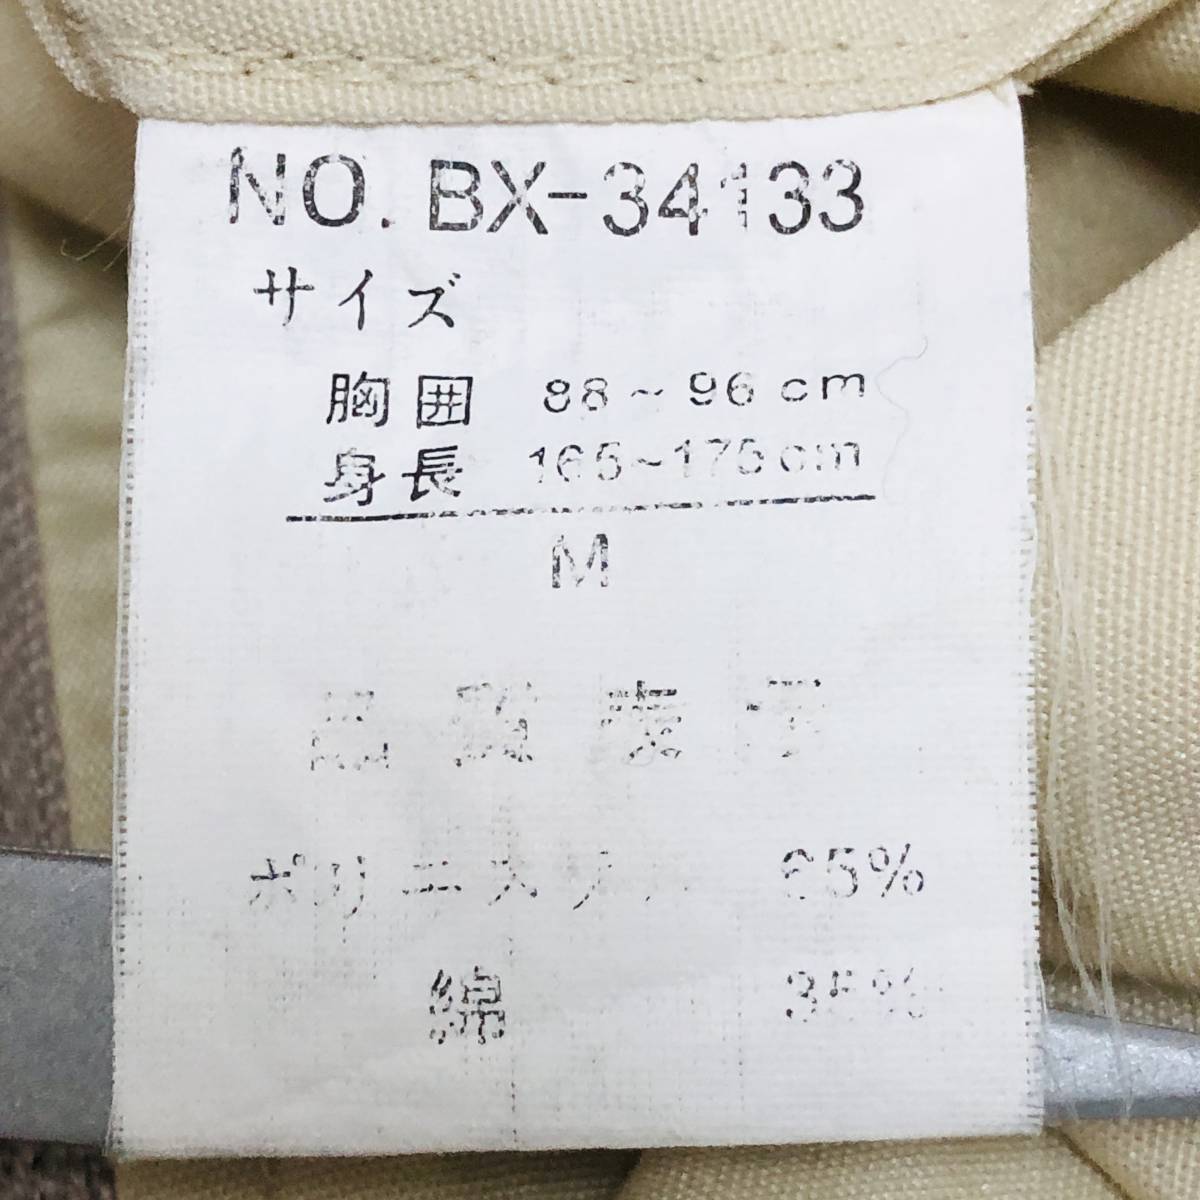 NO. BX-34133
サイズ
胸囲 88～96cm
身長 165～175cm
M
品質表示
ポリエステル 65%
綿 35%